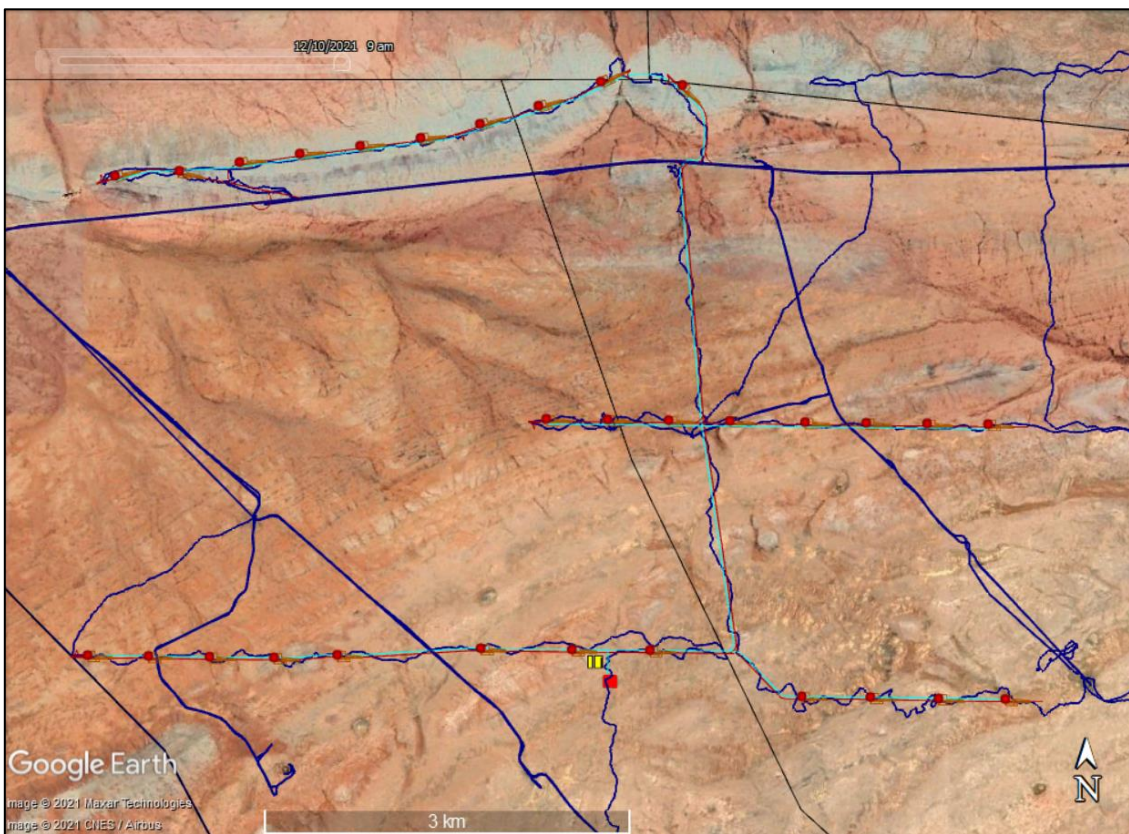 12/10/2021 9 am
Google Earth
N
Image © 2021 Maxar Technologies
Image © 2021 CNES / Airbus
3 km